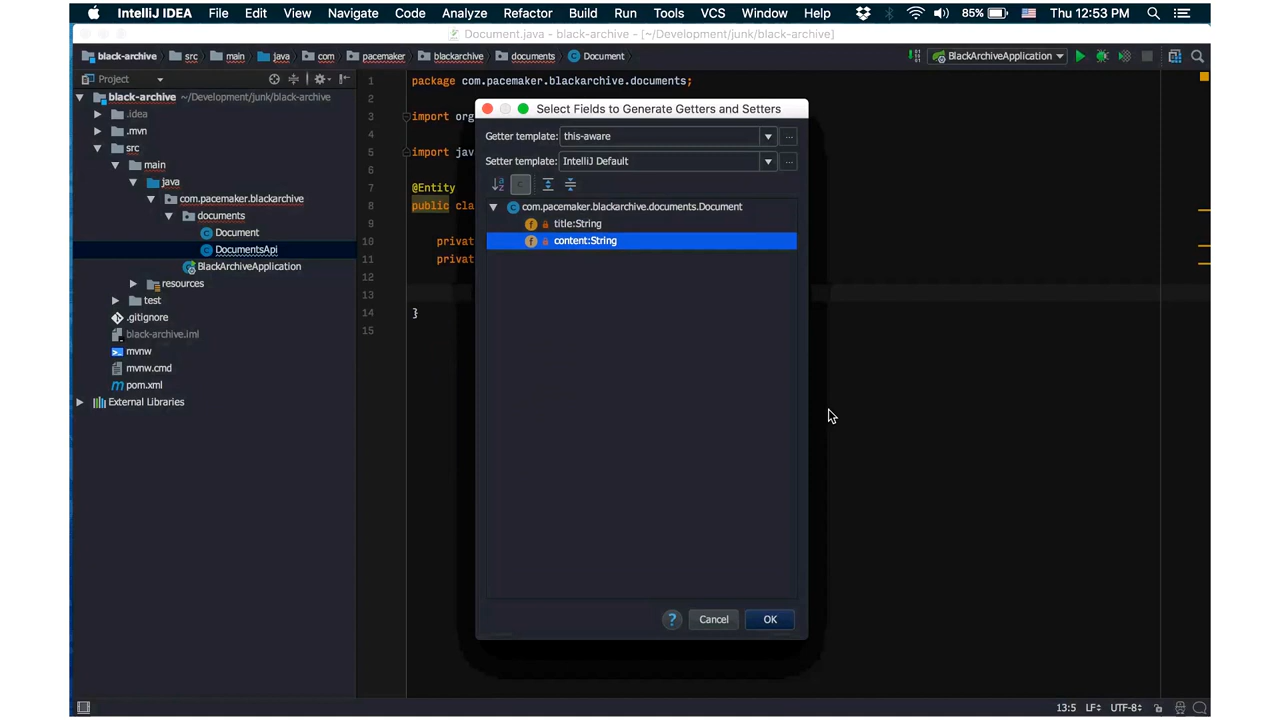 IntelliJ IDEA File Edit View Navigate Code Analyze Refactor Build Run Tools VCS Window Help 85% Thu 12:53 PM
Document.java - black-archive - [~/Development/junk/black-archive]
black-archive src main java com pacemaker blackarchive documents Document BlackArchiveApplication
Project
black-archive ~/Development/junk/black-archive
.idea
.mvn
src
main
java
com.pacemaker.blackarchive
documents
Document
DocumentsApi
BlackArchiveApplication
resources
test
.gitignore
black-archive.iml
mvnw
mvnw.cmd
pom.xml
External Libraries
1 package com.pacemaker.blackarchive.documents;
2
3 import org
4
5 import jav
6
7 @Entity
8 public cla
9
10 privat
11 privat
12
13
14 }
15
Select Fields to Generate Getters and Setters
Getter template: this-aware ...
Setter template: IntelliJ Default ...
com.pacemaker.blackarchive.documents.Document
title:String
content:String
? Cancel OK
13:5 LF UTF-8